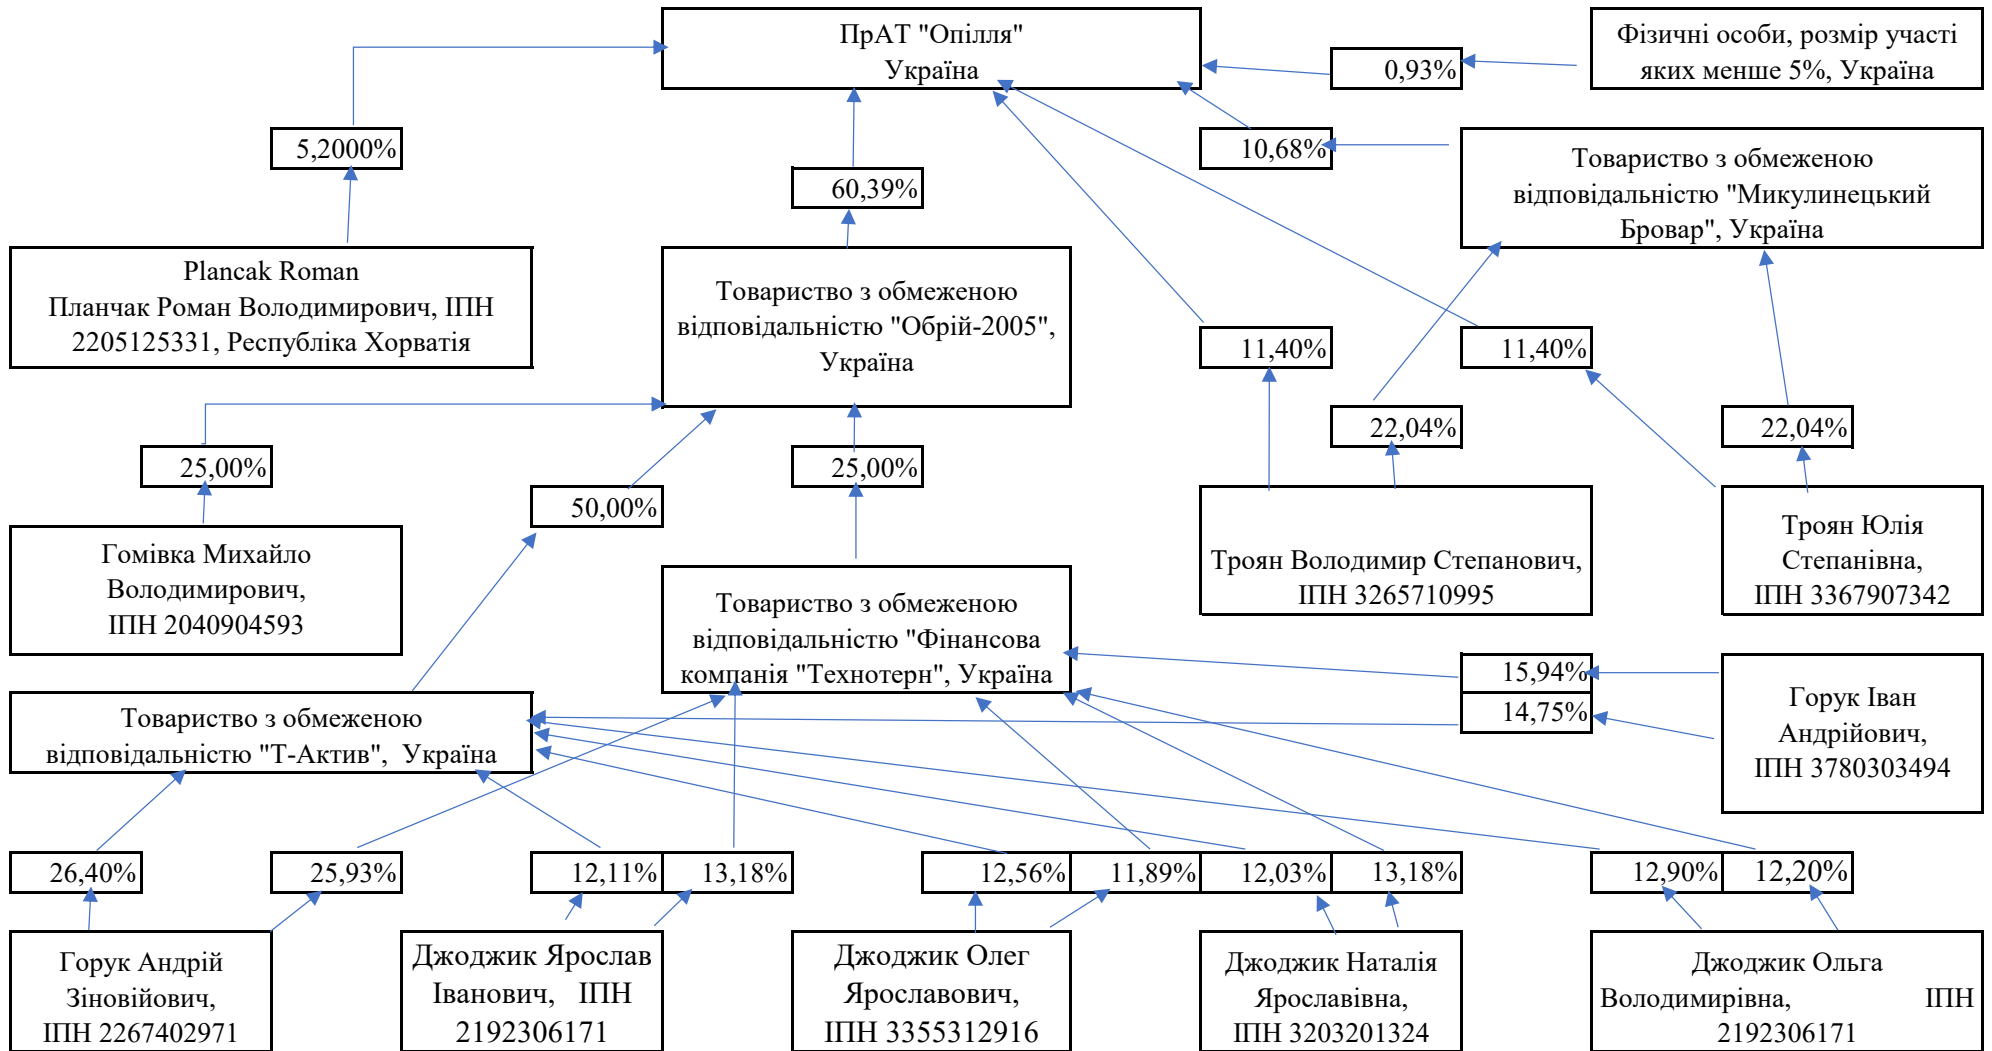 ПрАТ "Опілля"
Україна
0,93%
Фізичні особи, розмір участі
яких менше 5%, Україна
5,2000%
60,39%
10,68%
Товариство з обмеженою
відповідальністю "Микулинецький
Бровар", Україна
Plancak Roman
Планчак Роман Володимирович, ІПН
2205125331, Республіка Хорватія
Товариство з обмеженою
відповідальністю "Обрій-2005",
Україна
11,40%
11,40%
22,04%
22,04%
25,00%
25,00%
50,00%
Гомівка Михайло
Володимирович,
ІПН 2040904593
Товариство з обмеженою
відповідальністю "Фінансова
компанія "Технотерн", Україна
Троян Володимир Степанович,
ІПН 3265710995
Троян Юлія
Степанівна,
ІПН 3367907342
Товариство з обмеженою
відповідальністю "Т-Актив", Україна
15,94%
14,75%
Горук Іван
Андрійович,
ІПН 3780303494
26,40%
25,93%
12,11%
13,18%
12,56%
11,89%
12,03%
13,18%
12,90%
12,20%
Горук Андрій
Зіновійович,
ІПН 2267402971
Джоджик Ярослав
Іванович, ІПН
2192306171
Джоджик Олег
Ярославович,
ІПН 3355312916
Джоджик Наталія
Ярославівна,
ІПН 3203201324
Джоджик Ольга
Володимирівна, ІПН
2192306171